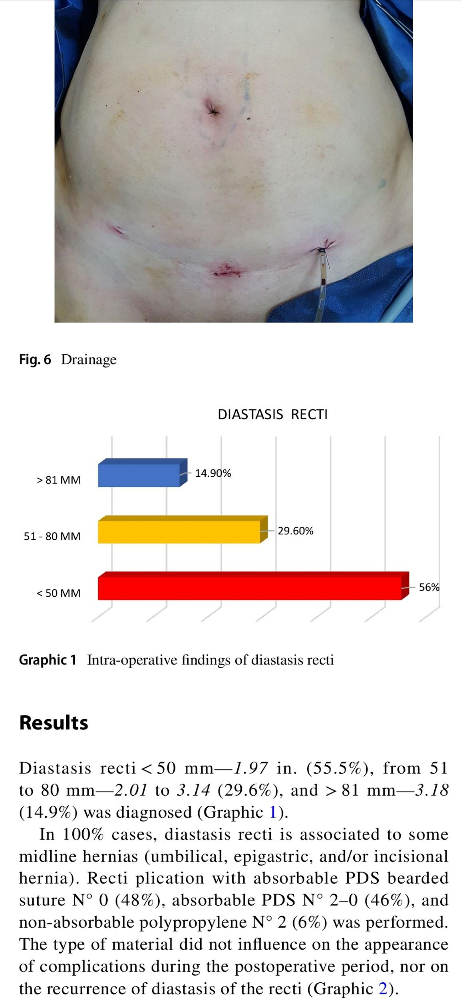 Fig. 6 Drainage
DIASTASIS RECTI
> 81 MM
14.90%
51 - 80 MM
29.60%
< 50 MM
56%
Graphic 1 Intra-operative findings of diastasis recti
Results
Diastasis recti < 50 mm—1.97 in. (55.5%), from 51
to 80 mm—2.01 to 3.14 (29.6%), and > 81 mm—3.18
(14.9%) was diagnosed (Graphic 1).
In 100% cases, diastasis recti is associated to some
midline hernias (umbilical, epigastric, and/or incisional
hernia). Recti plication with absorbable PDS bearded
suture N° 0 (48%), absorbable PDS N° 2–0 (46%), and
non-absorbable polypropylene N° 2 (6%) was performed.
The type of material did not influence on the appearance
of complications during the postoperative period, nor on
the recurrence of diastasis of the recti (Graphic 2).